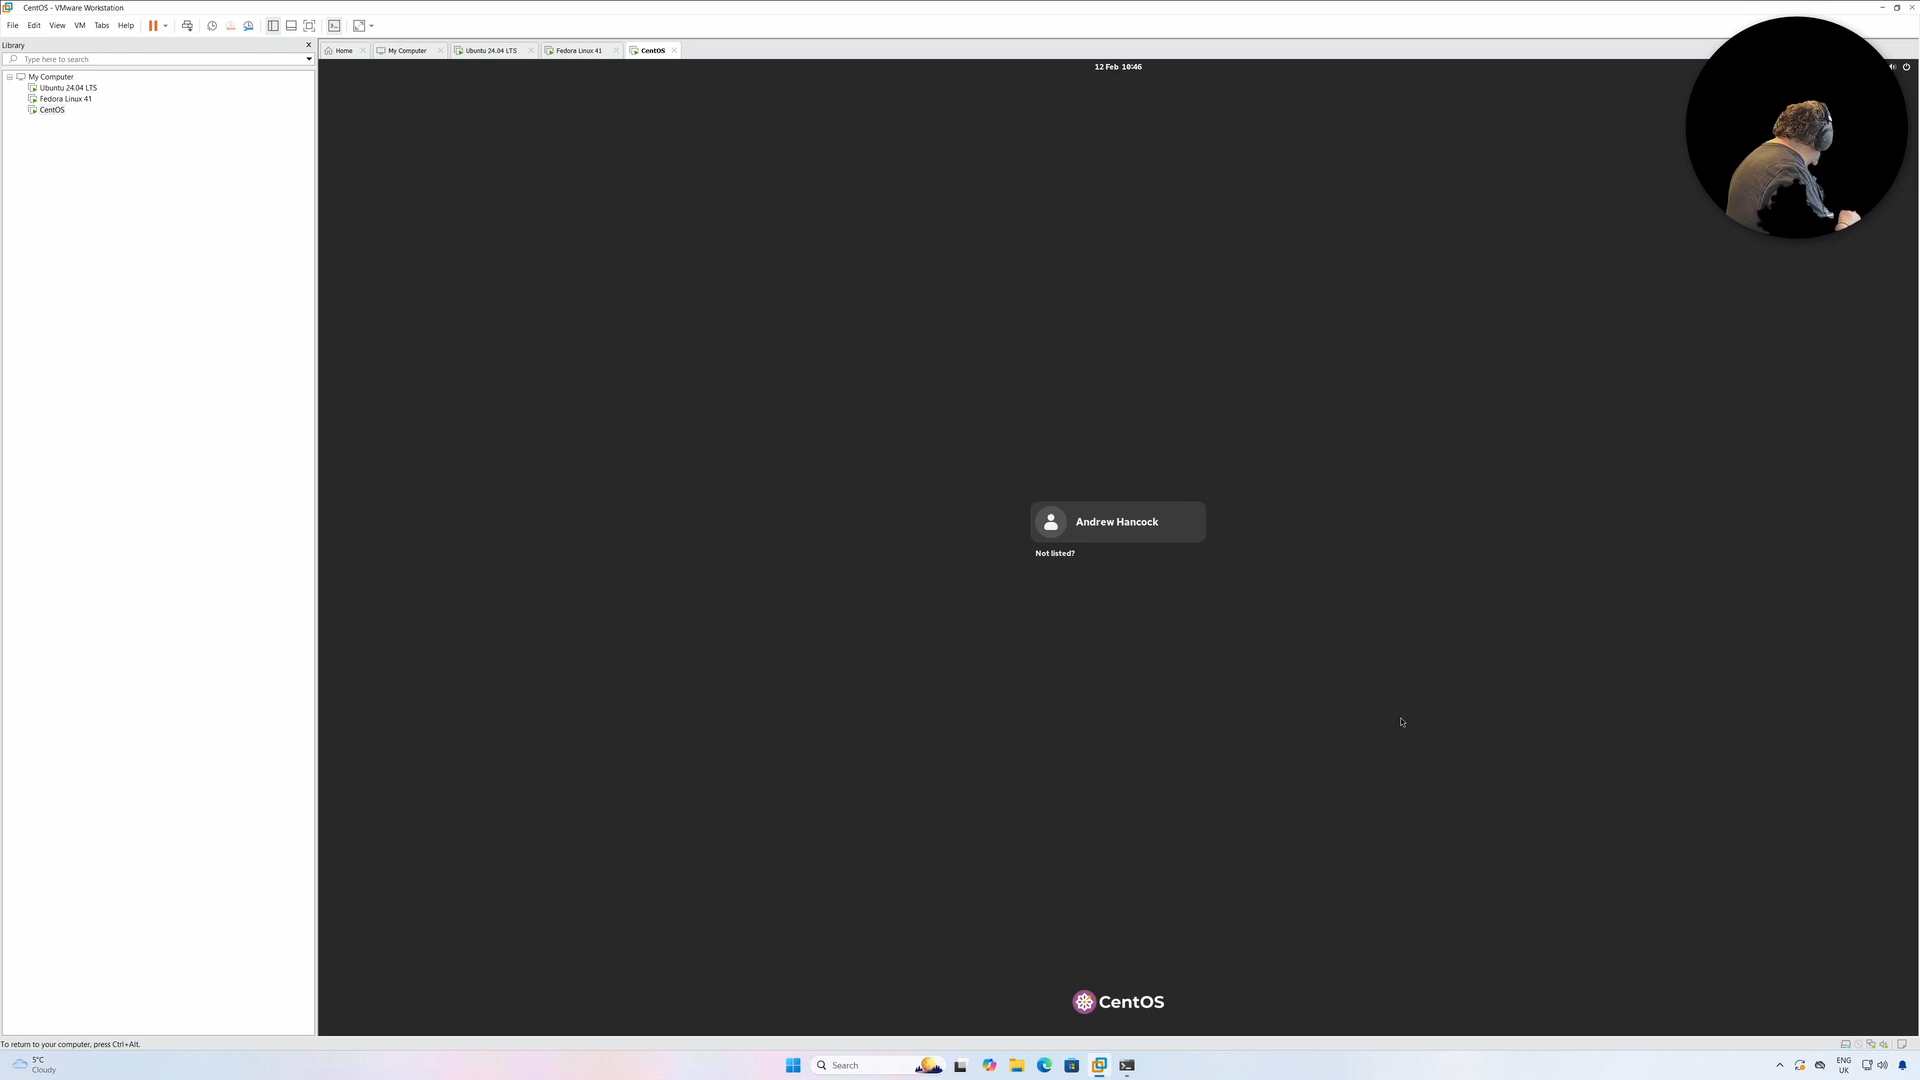 CentOS - VMware Workstation
File Edit View VM Tabs Help
Library
Type here to search
My Computer
Ubuntu 24.04 LTS
Fedora Linux 41
CentOS
Home My Computer Ubuntu 24.04 LTS Fedora Linux 41 CentOS
12 Feb 10:46
Andrew Hancock
Not listed?
CentOS
To return to your computer, press Ctrl+Alt.
5°C
Cloudy
Search
ENG
UK